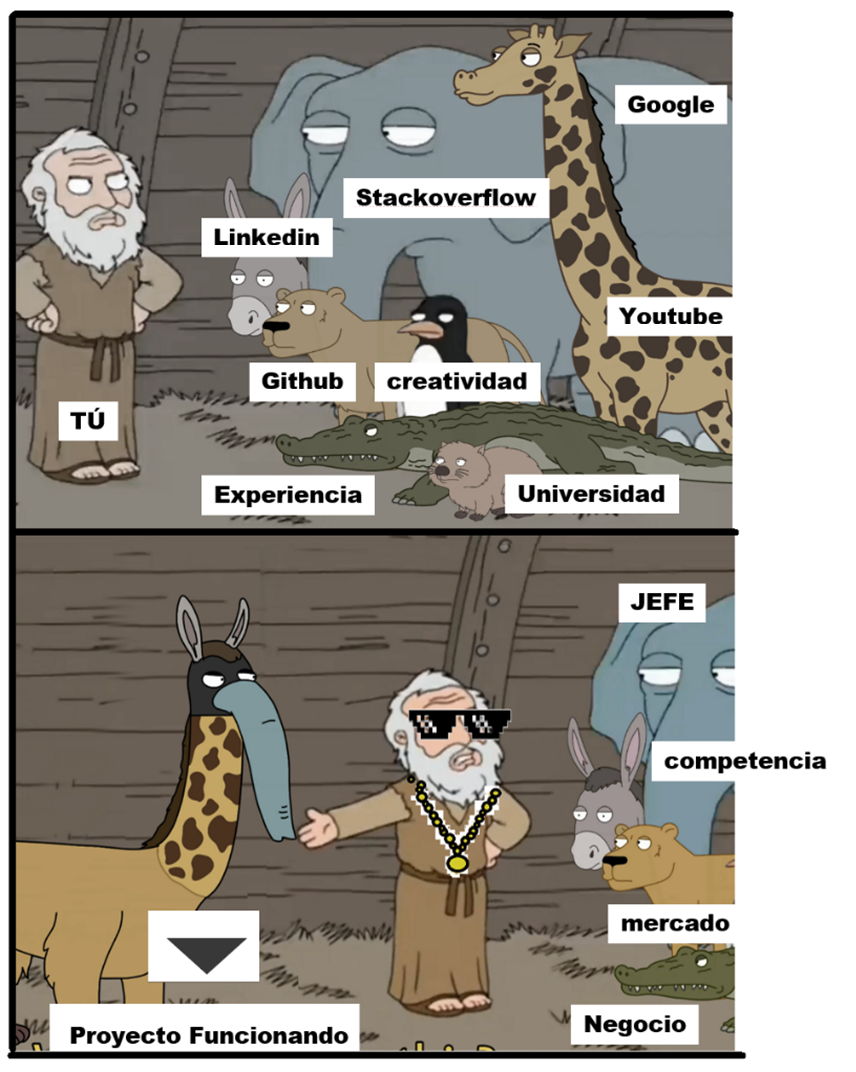 Google
Stackoverflow
Linkedin
Youtube
Github
creatividad
TÚ
Experiencia
Universidad
JEFE
competencia
mercado
Negocio
Proyecto Funcionando